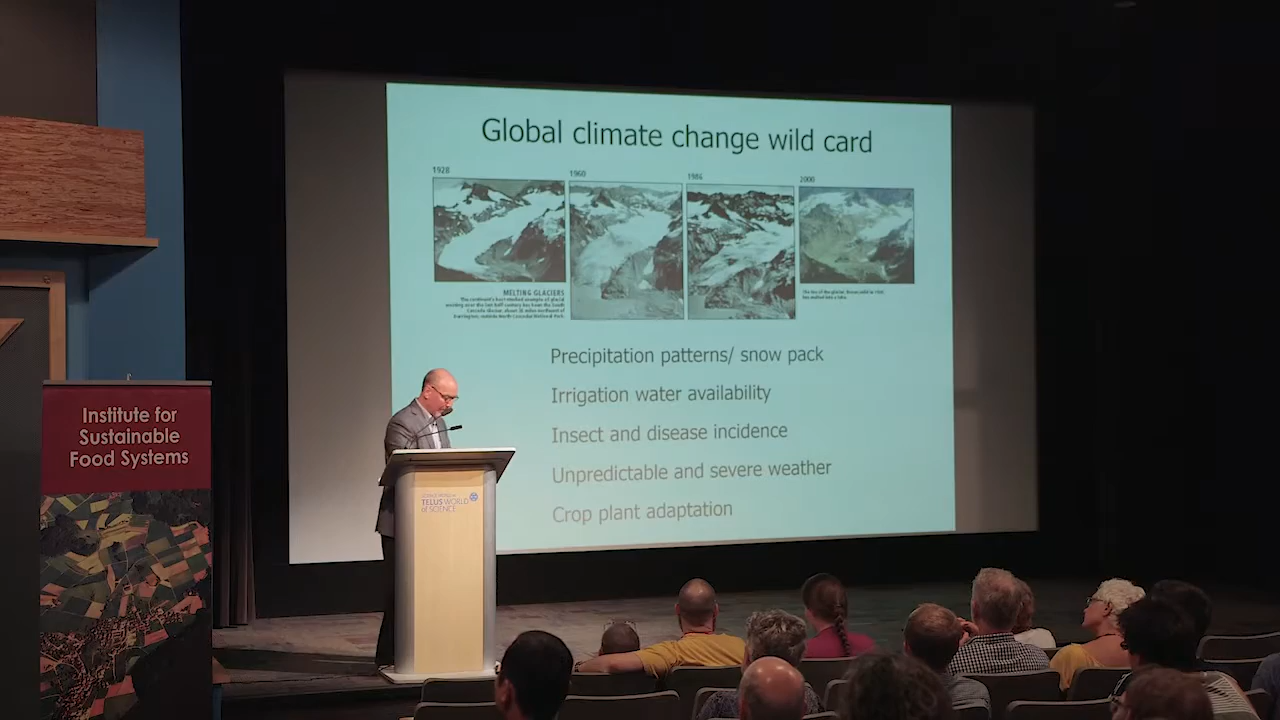 Global climate change wild card
1928
1960
1986
2000
MELTING GLACIERS
Precipitation patterns/ snow pack
Irrigation water availability
Insect and disease incidence
Unpredictable and severe weather
Crop plant adaptation
Institute for
Sustainable
Food Systems
TELUS WORLD
of SCIENCE